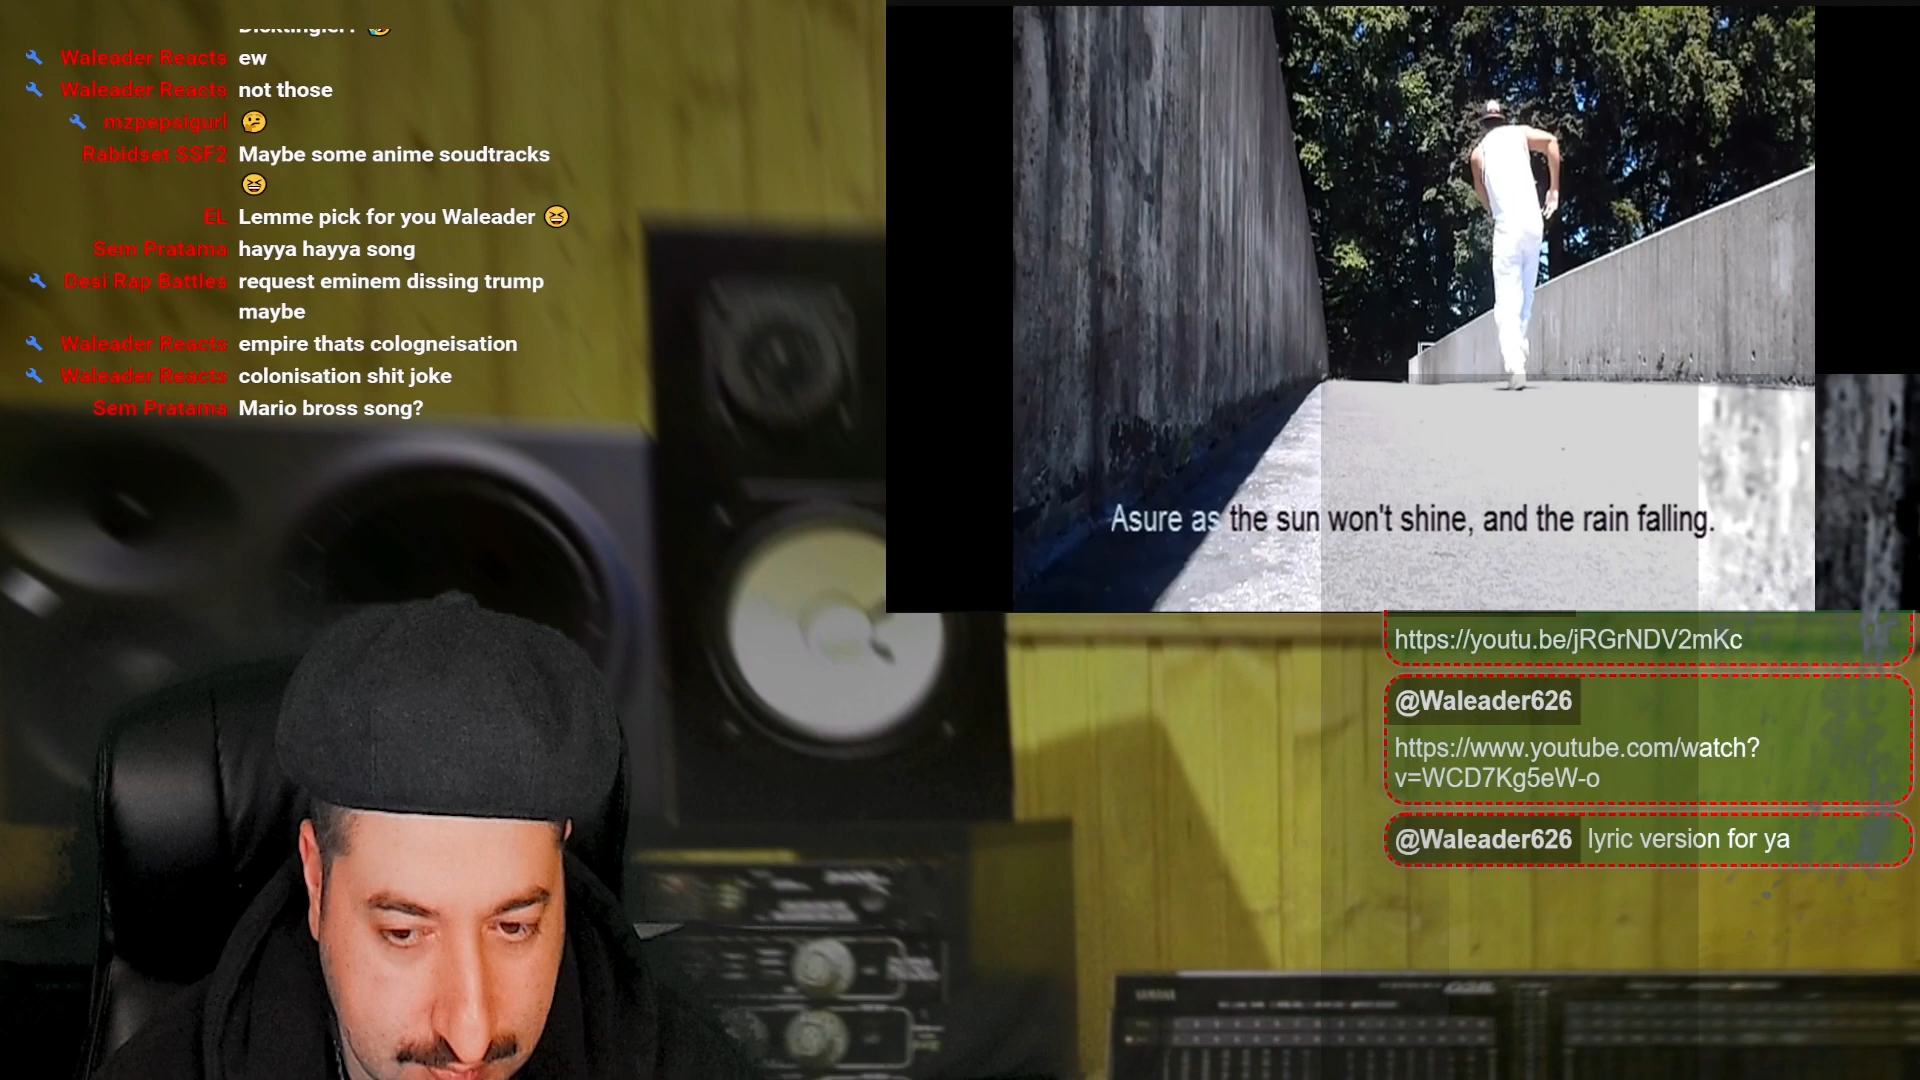 Waleader Reacts ew
Waleader Reacts not those
mzpepsigurl 🤔
Rabidset SSF2 Maybe some anime soudtracks
😆
EL Lemme pick for you Waleader 😆
Sem Pratama hayya hayya song
Desi Rap Battles request eminem dissing trump
maybe
Waleader Reacts empire thats cologneisation
Waleader Reacts colonisation shit joke
Sem Pratama Mario bross song?
Asure as the sun won't shine, and the rain falling.
https://youtu.be/jRGrNDV2mKc
@Waleader626
https://www.youtube.com/watch?
v=WCD7Kg5eW-o
@Waleader626 lyric version for ya